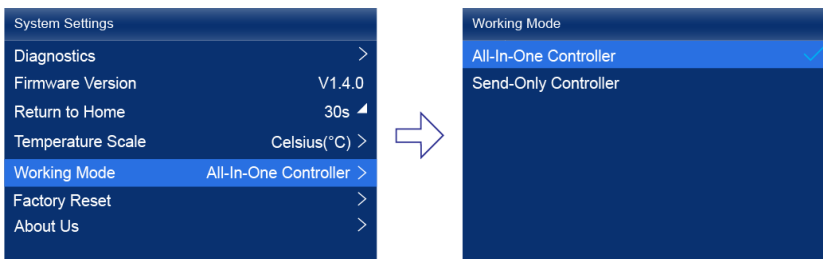 System Settings
Diagnostics >
Firmware Version V1.4.0
Return to Home 30s
Temperature Scale Celsius(°C) >
Working Mode All-In-One Controller >
Factory Reset >
About Us >
Working Mode
All-In-One Controller
Send-Only Controller